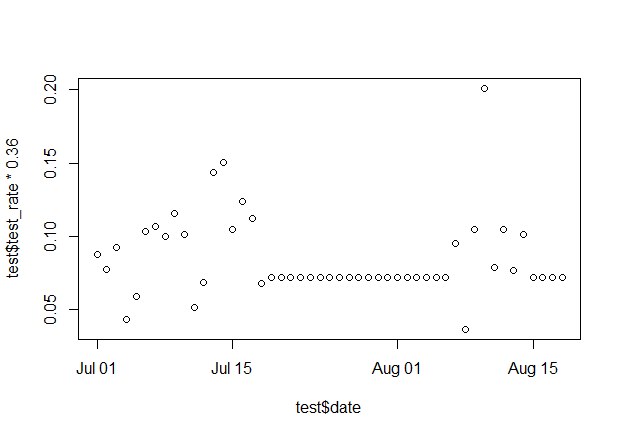 0.20
0.15
0.10
0.05
test$test_rate * 0.36
Jul 01
Jul 15
Aug 01
Aug 15
test$date